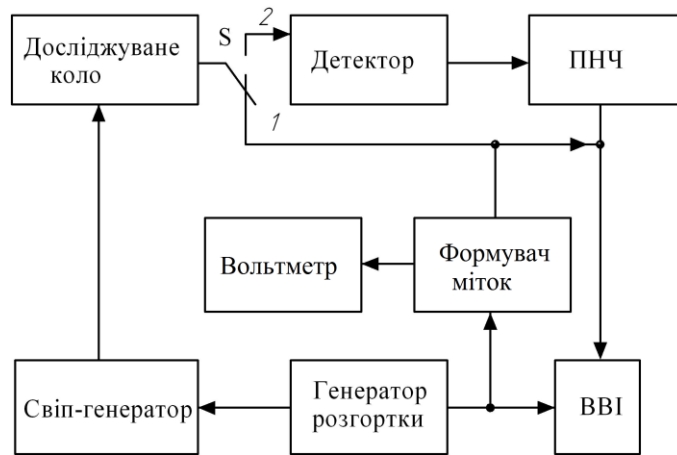 Досліджуване
коло
S
2
1
Детектор
ПНЧ
Вольтметр
Формувач
міток
Свіп-генератор
Генератор
розгортки
ВВІ